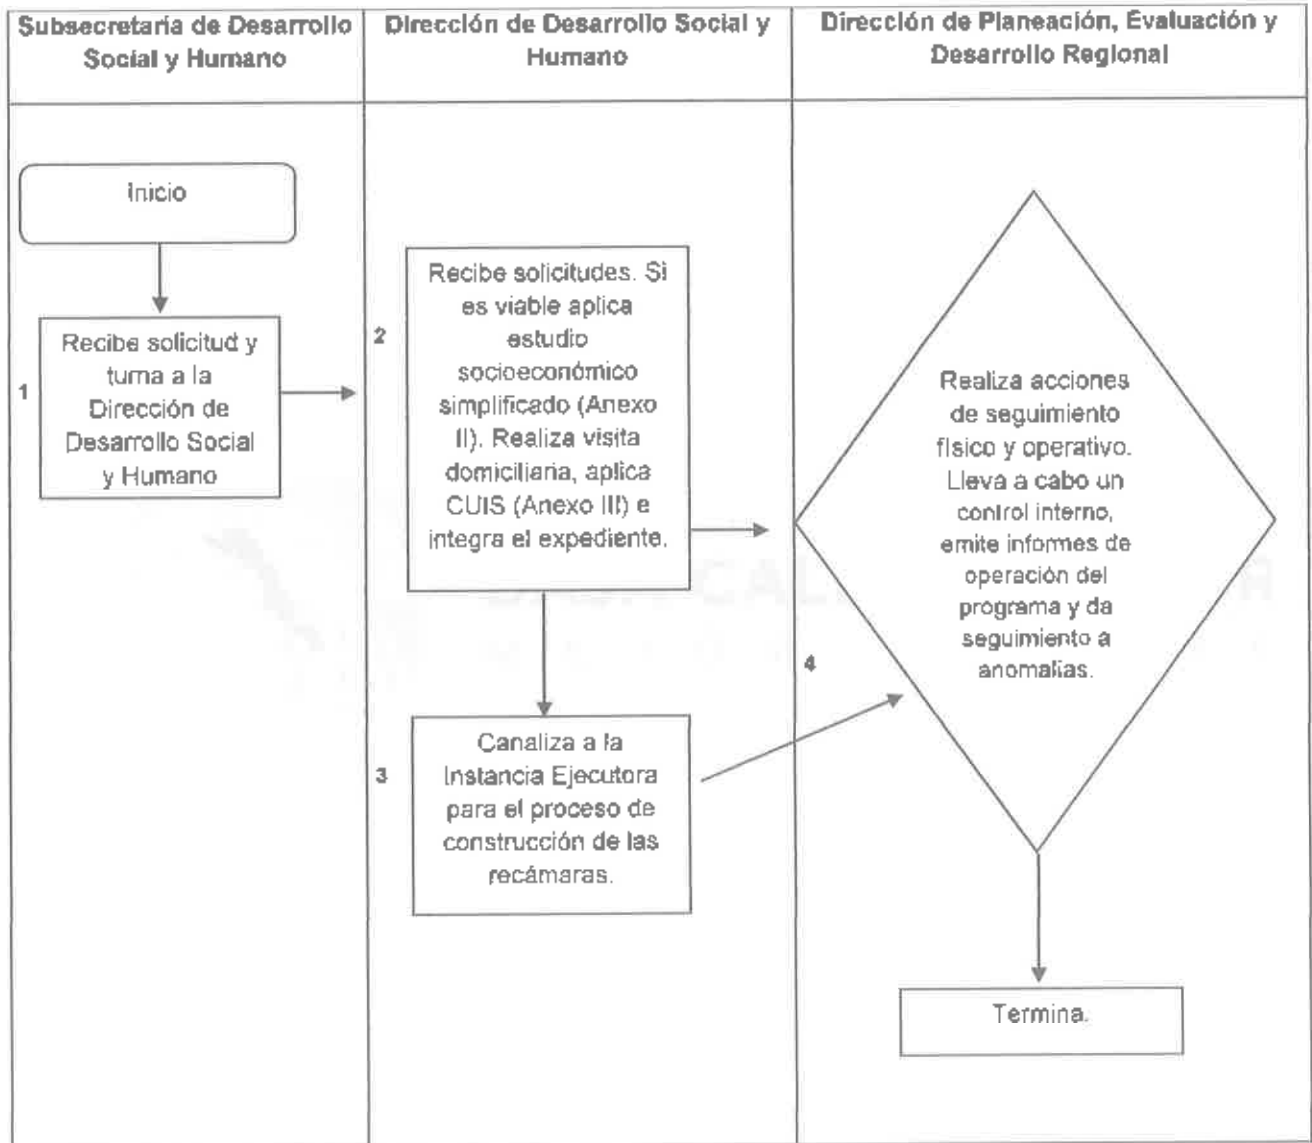 Subsecretaria de Desarrollo
Social y Humano
Dirección de Desarrollo Social y
Humano
Dirección de Planeación, Evaluación y
Desarrollo Regional
Inicio
1
Recibe solicitud y
turna a la
Dirección de
Desarrollo Social
y Humano
2
Recibe solicitudes. Si
es viable aplica
estudio
socioeconómico
simplificado (Anexo
II). Realiza visita
domiciliaria, aplica
CUIS (Anexo III) e
integra el expediente.
3
Canaliza a la
Instancia Ejecutora
para el proceso de
construcción de las
recámaras.
4
Realiza acciones
de seguimiento
físico y operativo.
Lleva a cabo un
control interno,
emite informes de
operación del
programa y da
seguimiento a
anomalías.
Termina.